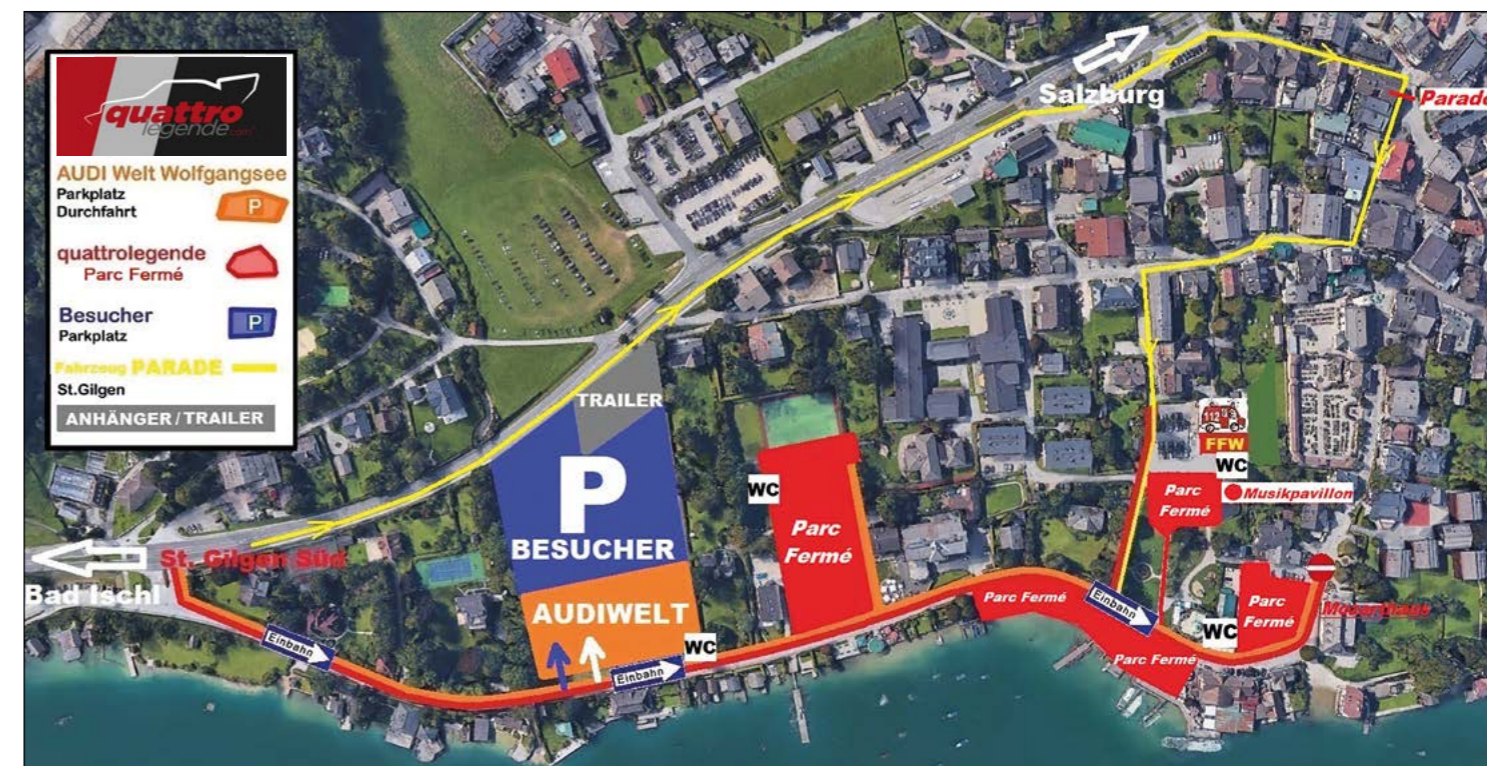 quattro
legende.com
AUDI Welt Wolfgangsee
Parkplatz
Durchfahrt
P
quattrolegende
Parc Fermé
Besucher
Parkplatz
P
Fahrzeug PARADE
St.Gilgen
ANHÄNGER / TRAILER
Salzburg
Parade
TRAILER
P
BESUCHER
AUDIWELT
WC
Parc
Fermé
112
FFW
WC
Parc
Fermé
Musikpavillon
St. Gilgen Süd
Bad Ischl
Einbahn
Einbahn
WC
Parc Fermé
Einbahn
Parc Fermé
WC
Parc
Fermé
Mozarthaus